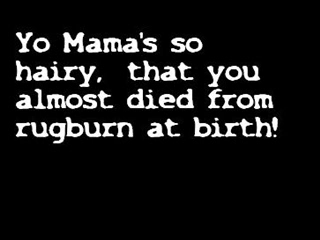 Yo Mama's so
hairy, that you
almost died from
rugburn at birth!